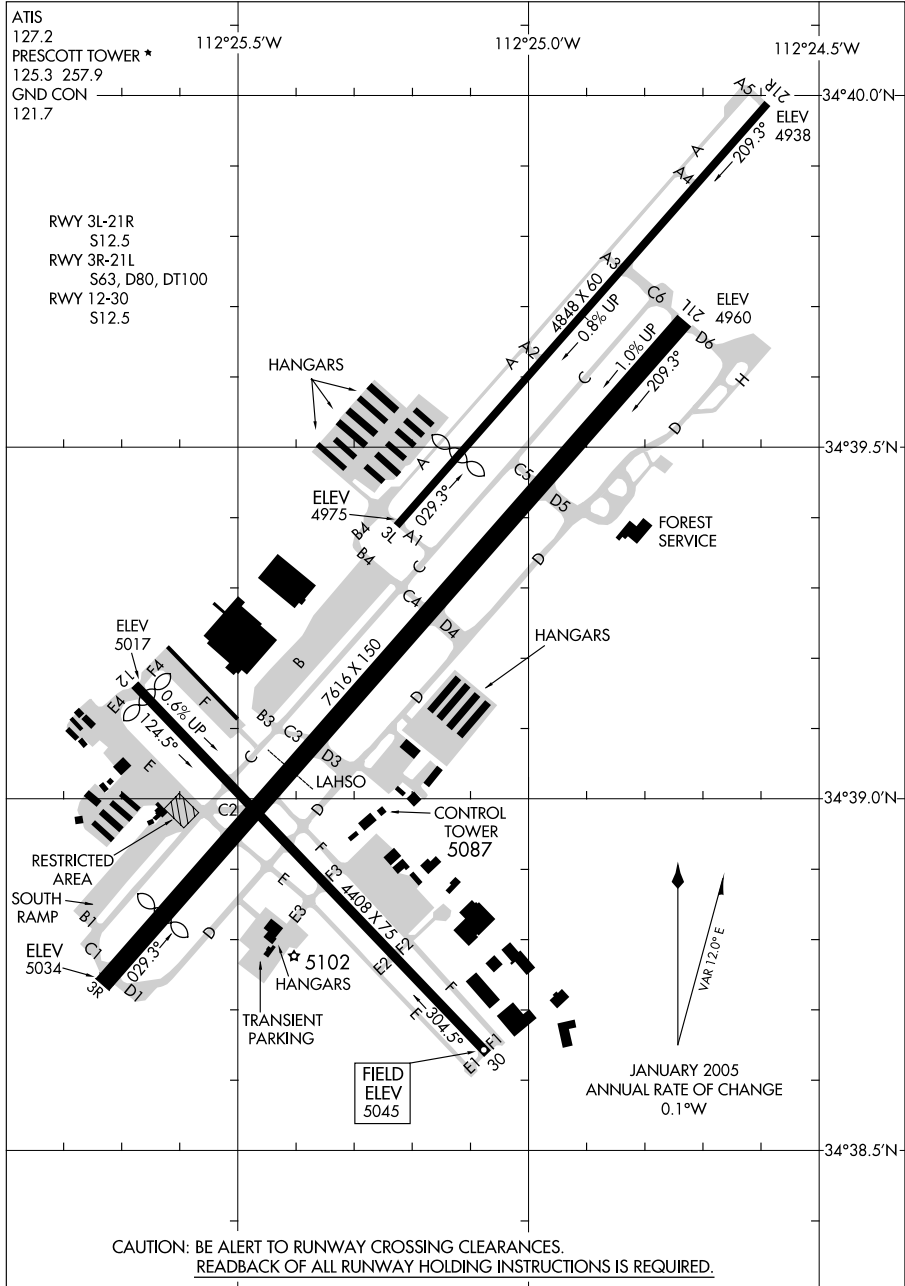 ATIS
127.2
PRESCOTT TOWER *
125.3 257.9
GND CON
121.7
112°25.5'W
112°25.0'W
112°24.5'W
34°40.0'N
A5
21R
ELEV
4938
209.3°
A
A4
RWY 3L-21R
S12.5
RWY 3R-21L
S63, D80, DT100
RWY 12-30
S12.5
A3
C6
4848 X 60
0.8% UP
21L
ELEV
4960
D6
1.0% UP
209.3°
A2
A
C
H
D
HANGARS
34°39.5'N
A
029.3°
C5
D5
ELEV
4975
3L
A1
B4
B4
C
FOREST
SERVICE
D
C4
D4
HANGARS
ELEV
5017
12
F4
E4
0.6% UP
124.5°
F
B
7616 X 150
D
B3
C3
D3
C
E
LAHSO
34°39.0'N
C2
D
CONTROL
TOWER
5087
RESTRICTED
AREA
F
F3
E
E3
4408 X 75
SOUTH
RAMP
B1
C1
D
029.3°
ELEV
5034
3R
D1
5102
HANGARS
F2
E2
F
E
304.5°
TRANSIENT
PARKING
F1
E1
30
FIELD
ELEV
5045
VAR 12.0° E
JANUARY 2005
ANNUAL RATE OF CHANGE
0.1°W
34°38.5'N
CAUTION: BE ALERT TO RUNWAY CROSSING CLEARANCES.
READBACK OF ALL RUNWAY HOLDING INSTRUCTIONS IS REQUIRED.